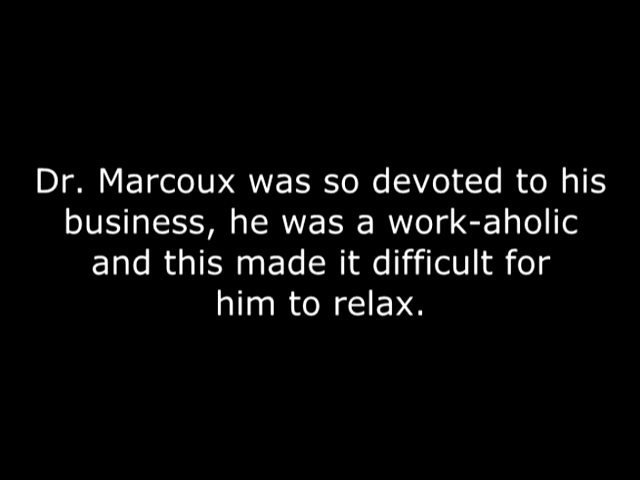 Dr. Marcoux was so devoted to his
business, he was a work-aholic
and this made it difficult for
him to relax.